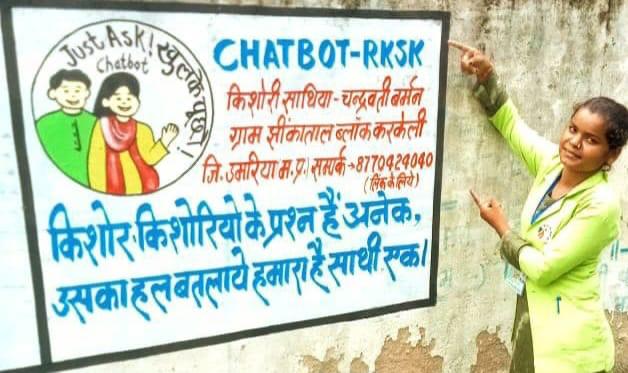 Just Ask! खुलके पूछो!
Chatbot
CHATBOT-RKSK
किशोरी साथिया - चन्द्रवती बर्मन
ग्राम सींकाताल ब्लॉक करकेली
जि. उमरिया म.प्र। सम्पर्क→8770424040
(लिंक के लिये)
किशोर किशोरियो के प्रश्न हैं अनेक,
उसका हल बतलाये हमारा है साथी एक।